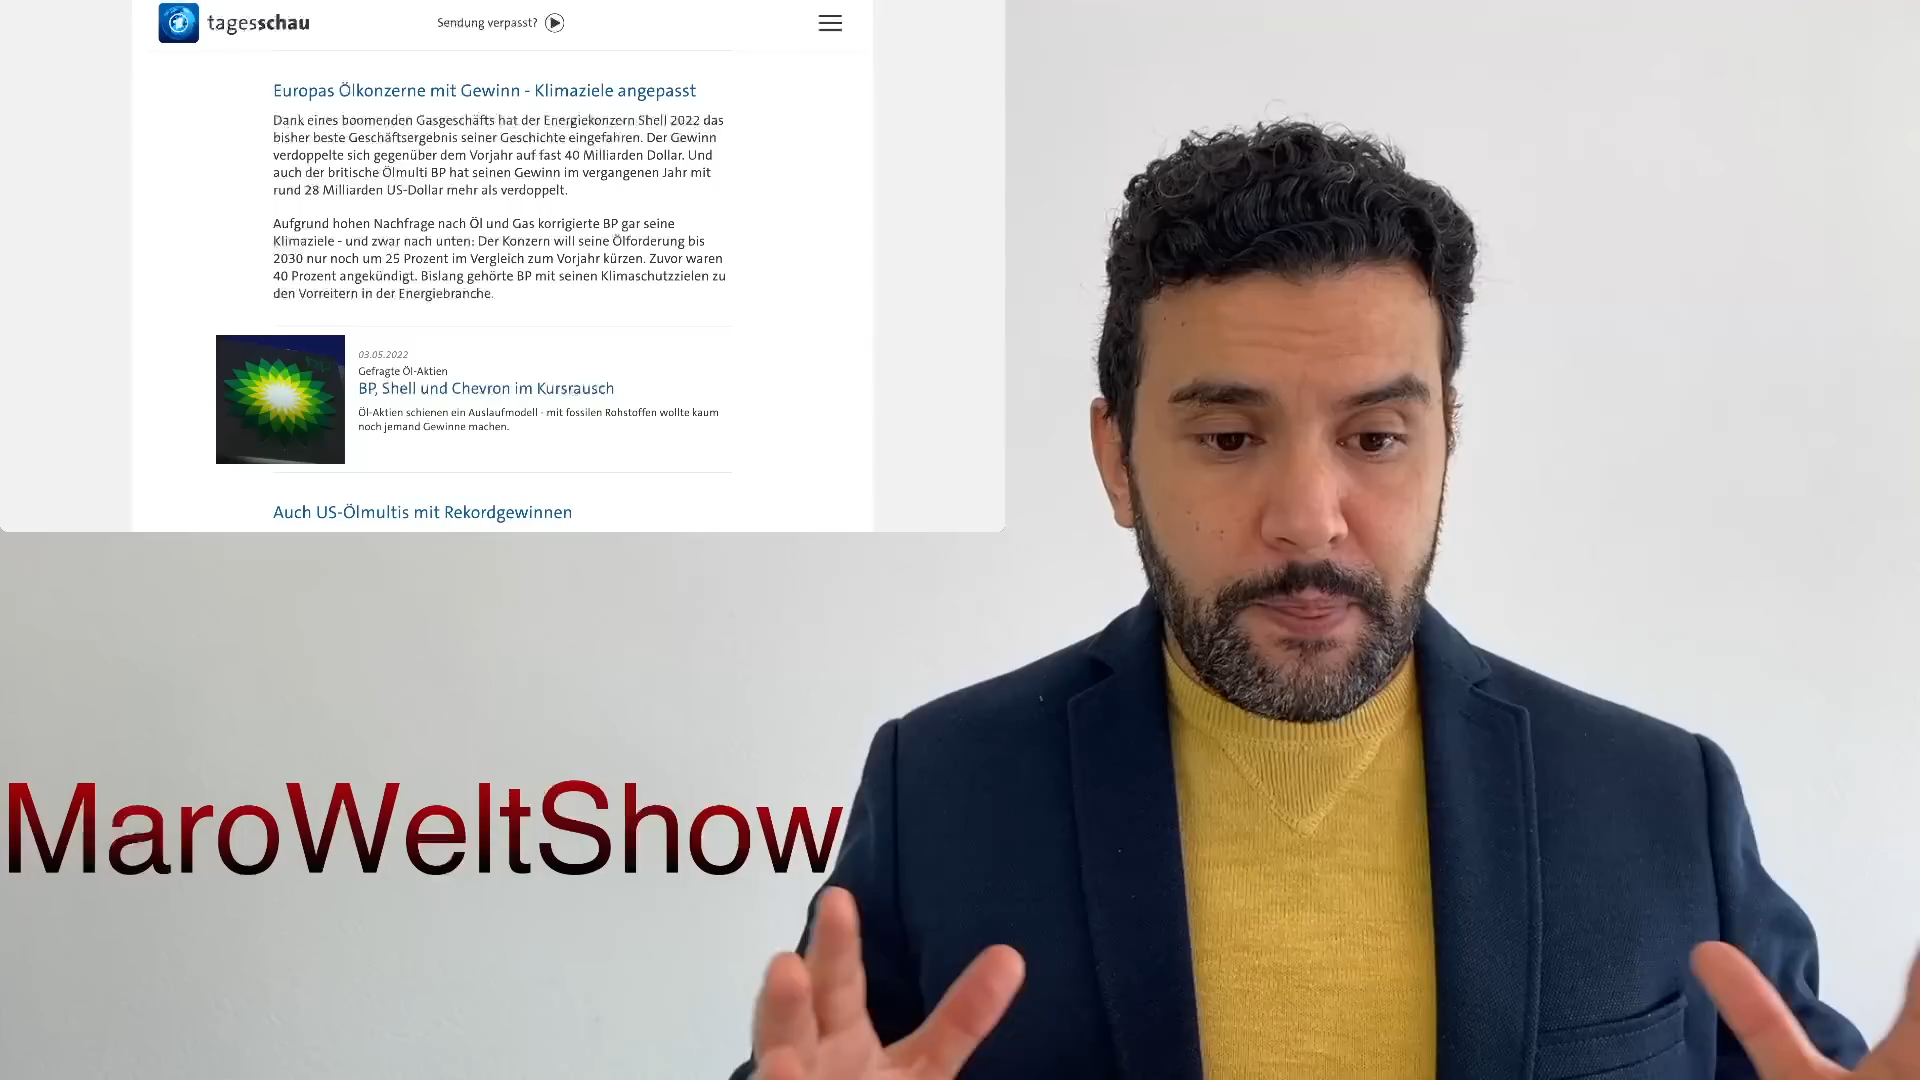 tagesschau
Sendung verpasst?
Europas Ölkonzerne mit Gewinn - Klimaziele angepasst
Dank eines boomenden Gasgeschäfts hat der Energiekonzern Shell 2022 das
bisher beste Geschäftsergebnis seiner Geschichte eingefahren. Der Gewinn
verdoppelte sich gegenüber dem Vorjahr auf fast 40 Milliarden Dollar. Und
auch der britische Ölmulti BP hat seinen Gewinn im vergangenen Jahr mit
rund 28 Milliarden US-Dollar mehr als verdoppelt.
Aufgrund hohen Nachfrage nach Öl und Gas korrigierte BP gar seine
Klimaziele - und zwar nach unten: Der Konzern will seine Ölforderung bis
2030 nur noch um 25 Prozent im Vergleich zum Vorjahr kürzen. Zuvor waren
40 Prozent angekündigt. Bislang gehörte BP mit seinen Klimaschutzzielen zu
den Vorreitern in der Energiebranche.
03.05.2022
Gefragte Öl-Aktien
BP, Shell und Chevron im Kursrausch
Öl-Aktien schienen ein Auslaufmodell - mit fossilen Rohstoffen wollte kaum
noch jemand Gewinne machen.
Auch US-Ölmultis mit Rekordgewinnen
MaroWeltShow